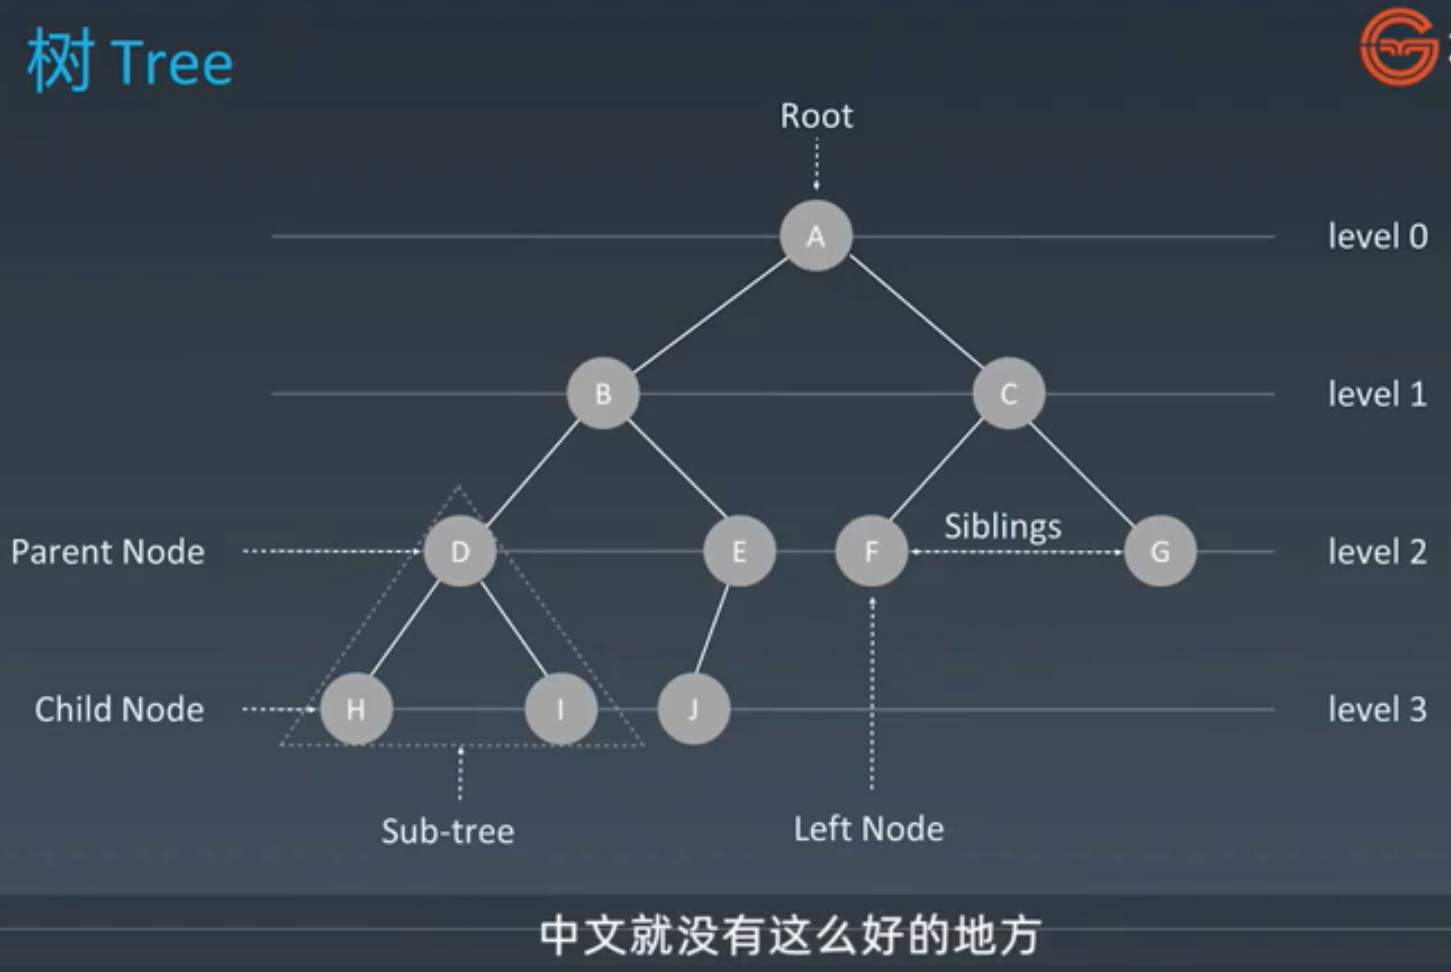 树 Tree
Root
A
level 0
B
C
level 1
Siblings
Parent Node
D
E
F
G
level 2
Child Node
H
I
J
level 3
Sub-tree
Left Node
中文就没有这么好的地方